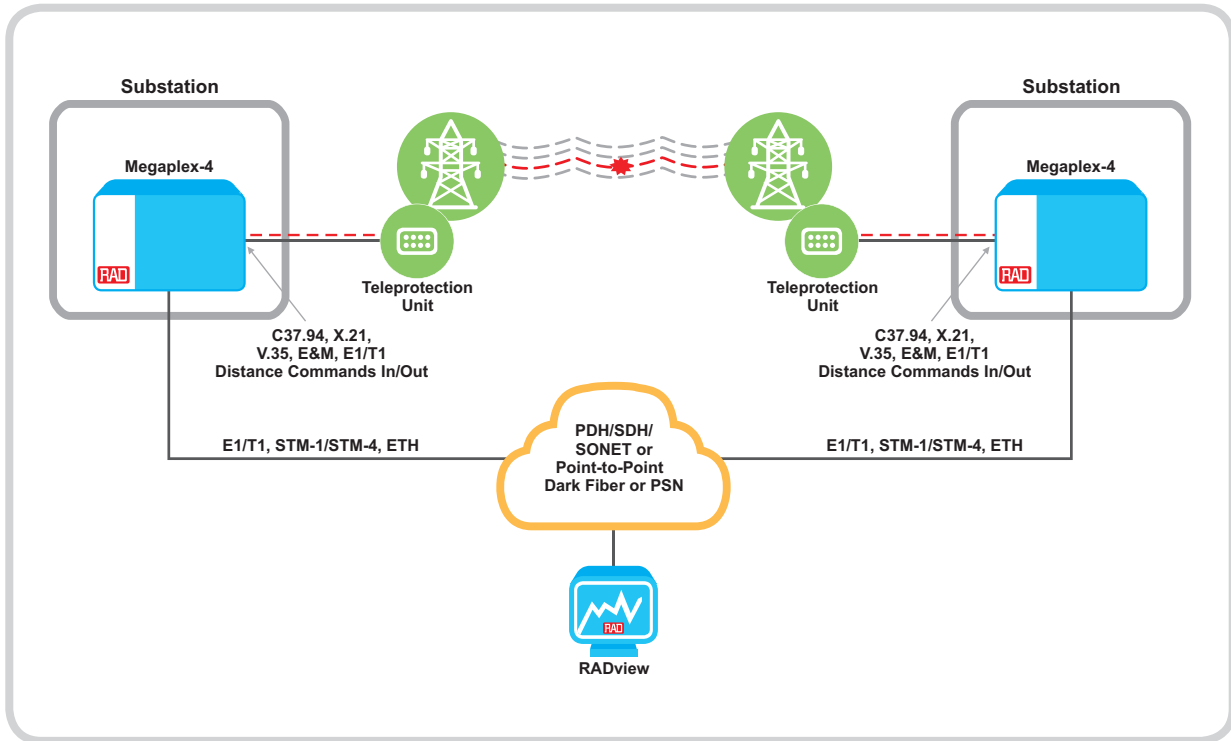 Substation
Substation
Megaplex-4
Megaplex-4
RAD
RAD
Teleprotection
Unit
Teleprotection
Unit
C37.94, X.21,
V.35, E&M, E1/T1
Distance Commands In/Out
C37.94, X.21,
V.35, E&M, E1/T1
Distance Commands In/Out
E1/T1, STM-1/STM-4, ETH
PDH/SDH/
SONET or
Point-to-Point
Dark Fiber or PSN
E1/T1, STM-1/STM-4, ETH
RAD
RADview